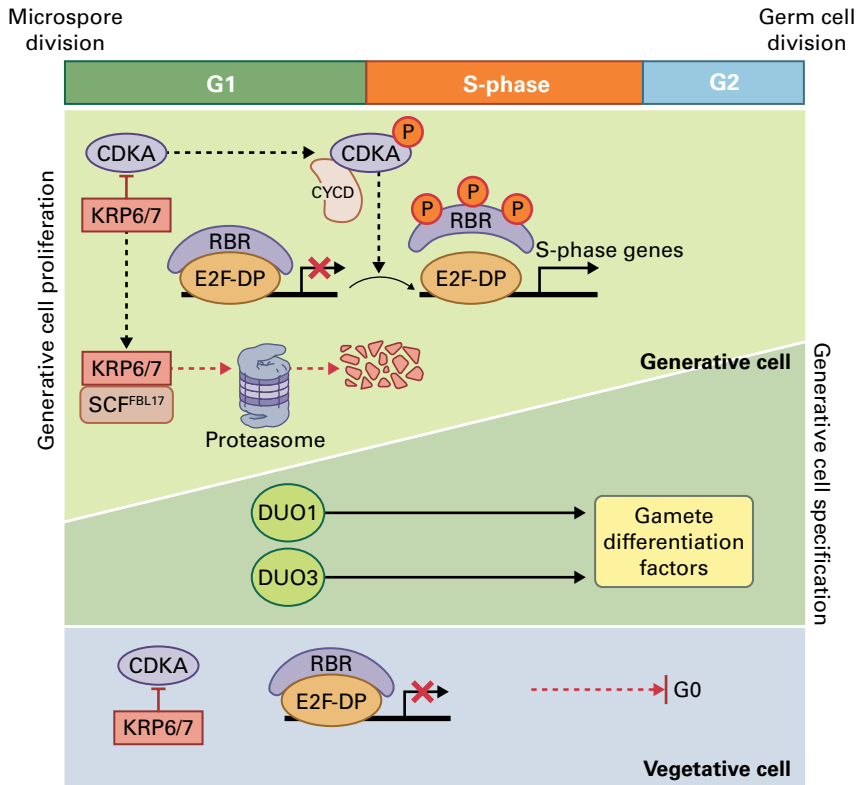 Microspore
division
Germ cell
division
G1
S-phase
G2
Generative cell proliferation
CDKA
CDKA
P
CYCD
KRP6/7
RBR
E2F-DP
P
P
P
RBR
E2F-DP
S-phase genes
KRP6/7
SCFFBL17
Proteasome
Generative cell
Generative cell specification
DUO1
DUO3
Gamete
differentiation
factors
CDKA
KRP6/7
RBR
E2F-DP
G0
Vegetative cell